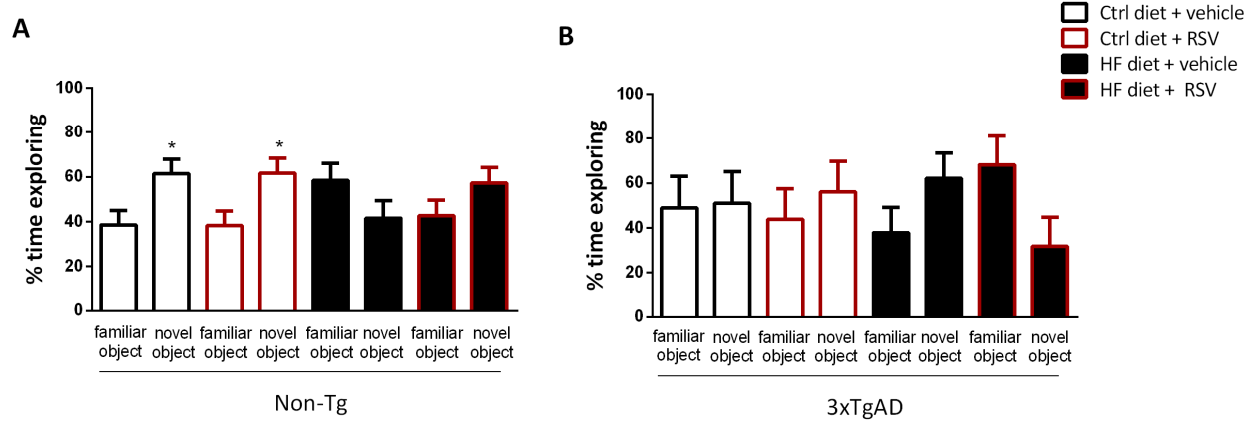 A
% time exploring
100
80
60
40
20
0
* *
familiar novel familiar novel familiar novel familiar novel
object object object object object object object object
Non-Tg
B
% time exploring
100
80
60
40
20
0
familiar novel familiar novel familiar novel familiar novel
object object object object object object object object
3xTgAD
Ctrl diet + vehicle
Ctrl diet + RSV
HF diet + vehicle
HF diet + RSV